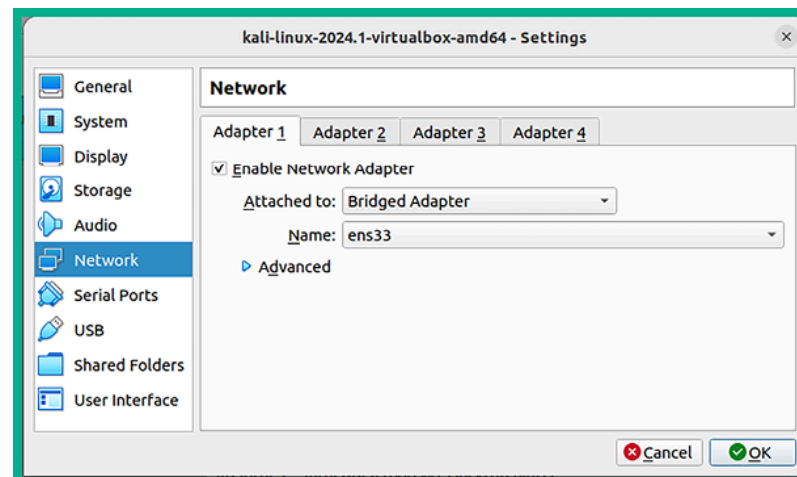 kali-linux-2024.1-virtualbox-amd64 - Settings
General
System
Display
Storage
Audio
Network
Serial Ports
USB
Shared Folders
User Interface
Network
Adapter 1 Adapter 2 Adapter 3 Adapter 4
Enable Network Adapter
Attached to: Bridged Adapter
Name: ens33
Advanced
Cancel OK